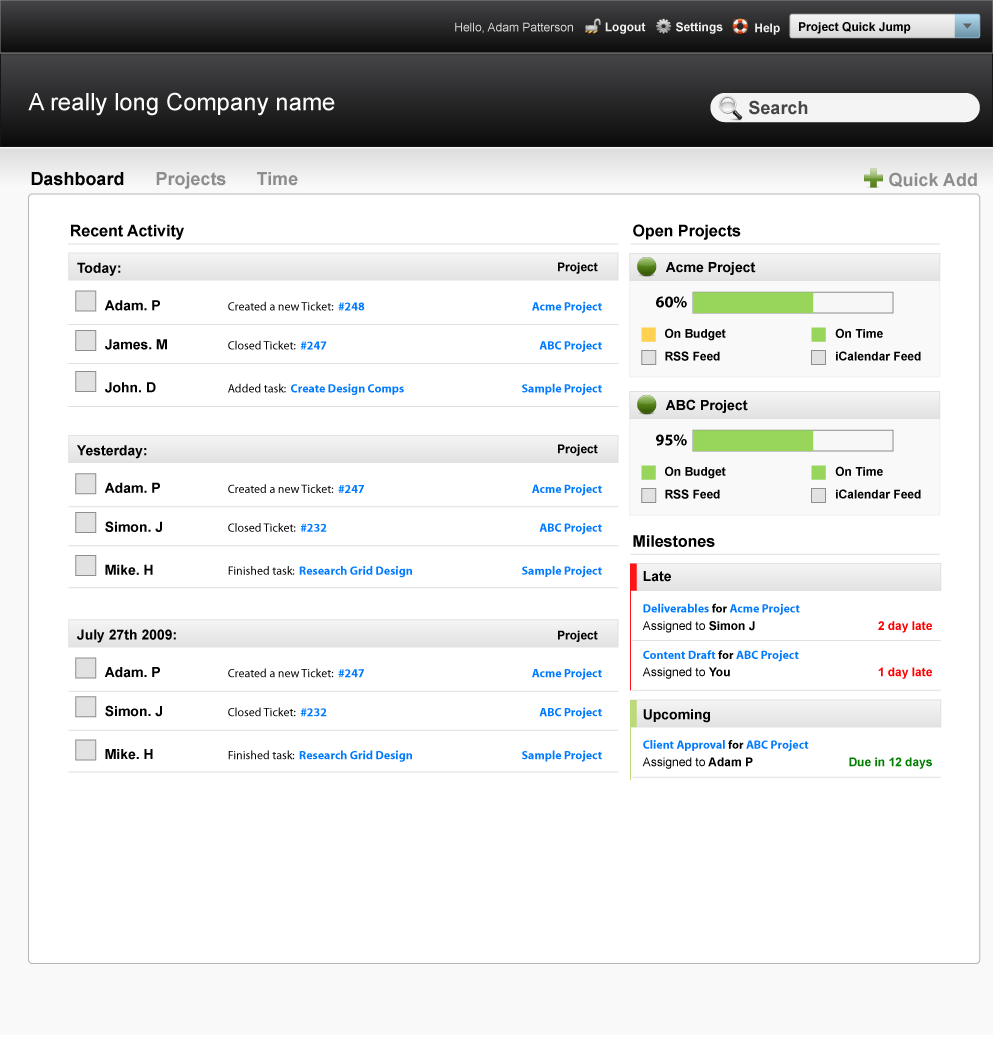 Hello, Adam Patterson Logout Settings Help Project Quick Jump
A really long Company name
Search
Dashboard Projects Time
Quick Add
Recent Activity
Today: Project
Adam. P Created a new Ticket: #248 Acme Project
James. M Closed Ticket: #247 ABC Project
John. D Added task: Create Design Comps Sample Project
Yesterday: Project
Adam. P Created a new Ticket: #247 Acme Project
Simon. J Closed Ticket: #232 ABC Project
Mike. H Finished task: Research Grid Design Sample Project
July 27th 2009: Project
Adam. P Created a new Ticket: #247 Acme Project
Simon. J Closed Ticket: #232 ABC Project
Mike. H Finished task: Research Grid Design Sample Project
Open Projects
Acme Project
60%
On Budget On Time
RSS Feed iCalendar Feed
ABC Project
95%
On Budget On Time
RSS Feed iCalendar Feed
Milestones
Late
Deliverables for Acme Project
Assigned to Simon J 2 day late
Content Draft for ABC Project
Assigned to You 1 day late
Upcoming
Client Approval for ABC Project
Assigned to Adam P Due in 12 days